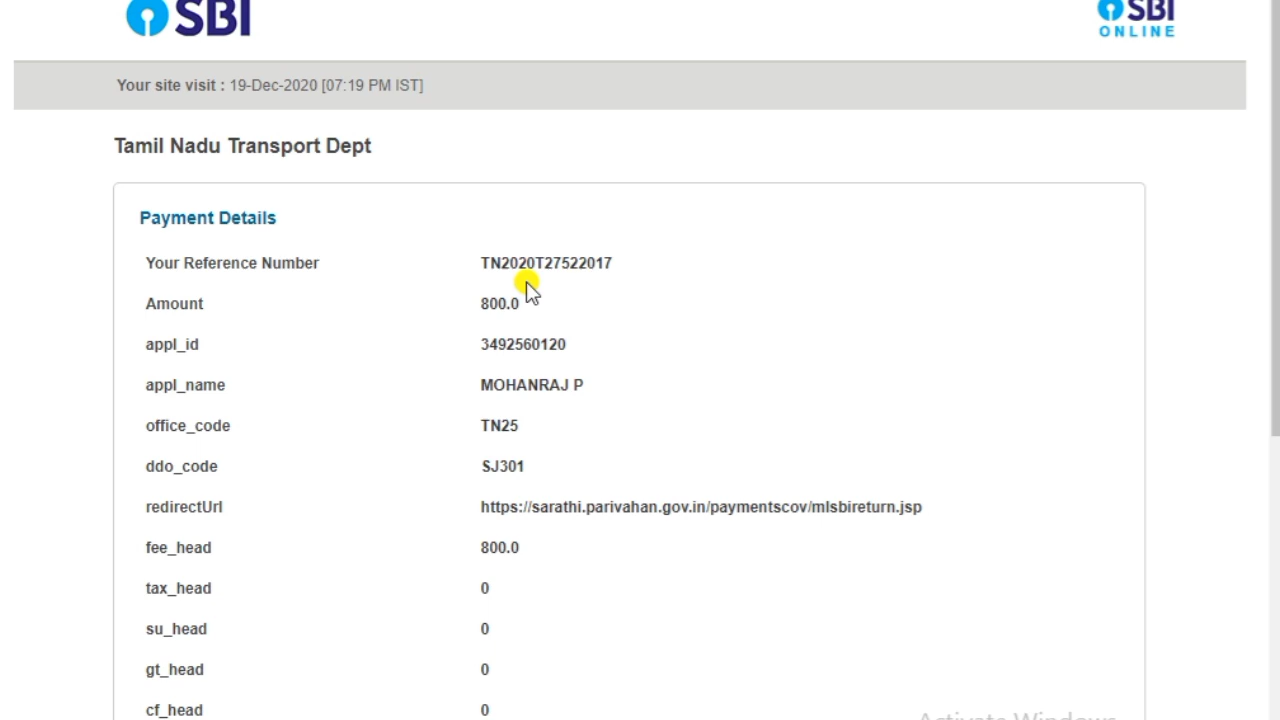 SBI
SBI
ONLINE
Your site visit : 19-Dec-2020 [07:19 PM IST]
Tamil Nadu Transport Dept
Payment Details
Your Reference Number TN2020T27522017
Amount 800.0
appl_id 3492560120
appl_name MOHANRAJ P
office_code TN25
ddo_code SJ301
redirectUrl https://sarathi.parivahan.gov.in/paymentscov/mlsbireturn.jsp
fee_head 800.0
tax_head 0
su_head 0
gt_head 0
cf_head 0
Activate Windows